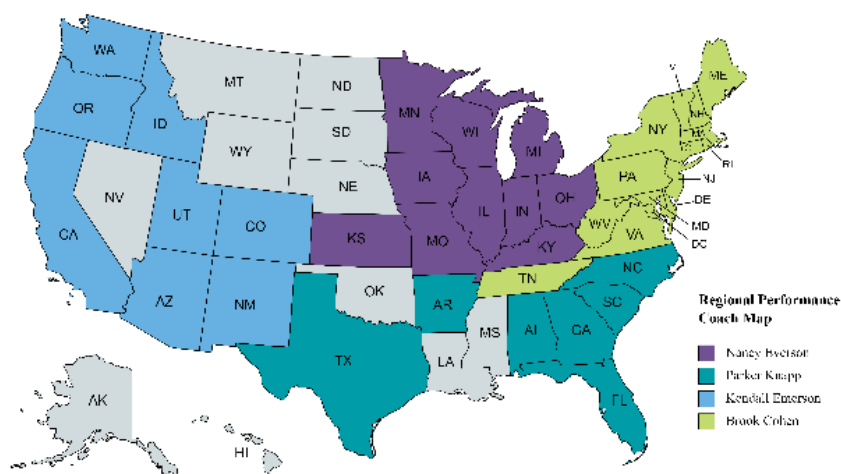 WA
MT
ND
MN
ME
V
OR
ID
SD
WI
MI
NY
NH
MA
WY
IA
PA
RI
NV
NE
NJ
UT
CO
IL
IN
OH
WV
DE
CA
KS
MO
KY
VA
MD
DC
TN
NC
AZ
NM
OK
AR
SC
MS
AL
GA
TX
LA
FL
AK
HI
Regional Performance
Coach Map
Nancy
Parker Knapp
Kendall Emerson
Brook Cohen